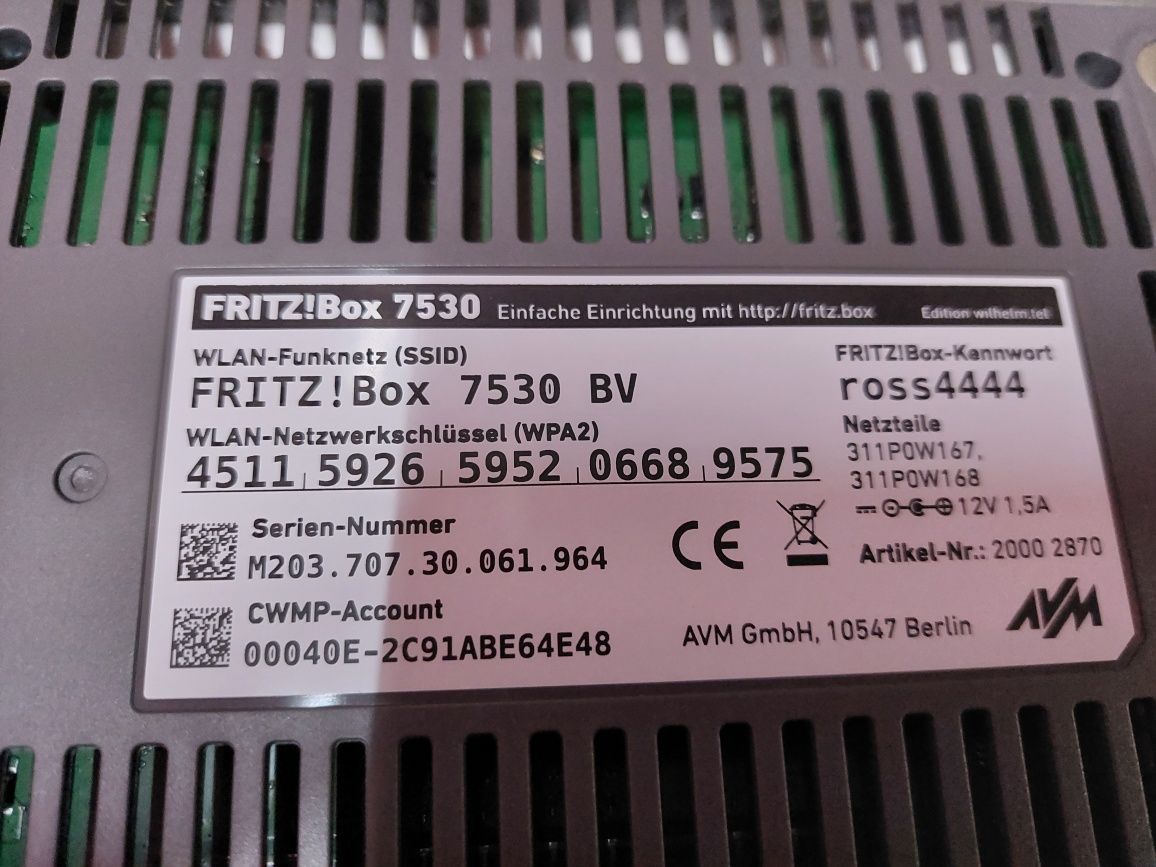 FRITZ!Box 7530 Einfache Einrichtung mit http://fritz.box Edition wilhelm.tel
WLAN-Funknetz (SSID)
FRITZ!Box 7530 BV
WLAN-Netzwerkschlüssel (WPA2)
4511 5926 5952 0668 9575
FRITZ!Box-Kennwort
ross4444
Netzteile
311P0W167,
311P0W168
12V 1,5A
Artikel-Nr.: 2000 2870
Serien-Nummer
M203.707.30.061.964
CWMP-Account
00040E-2C91ABE64E48
CE
AVM GmbH, 10547 Berlin
AVM